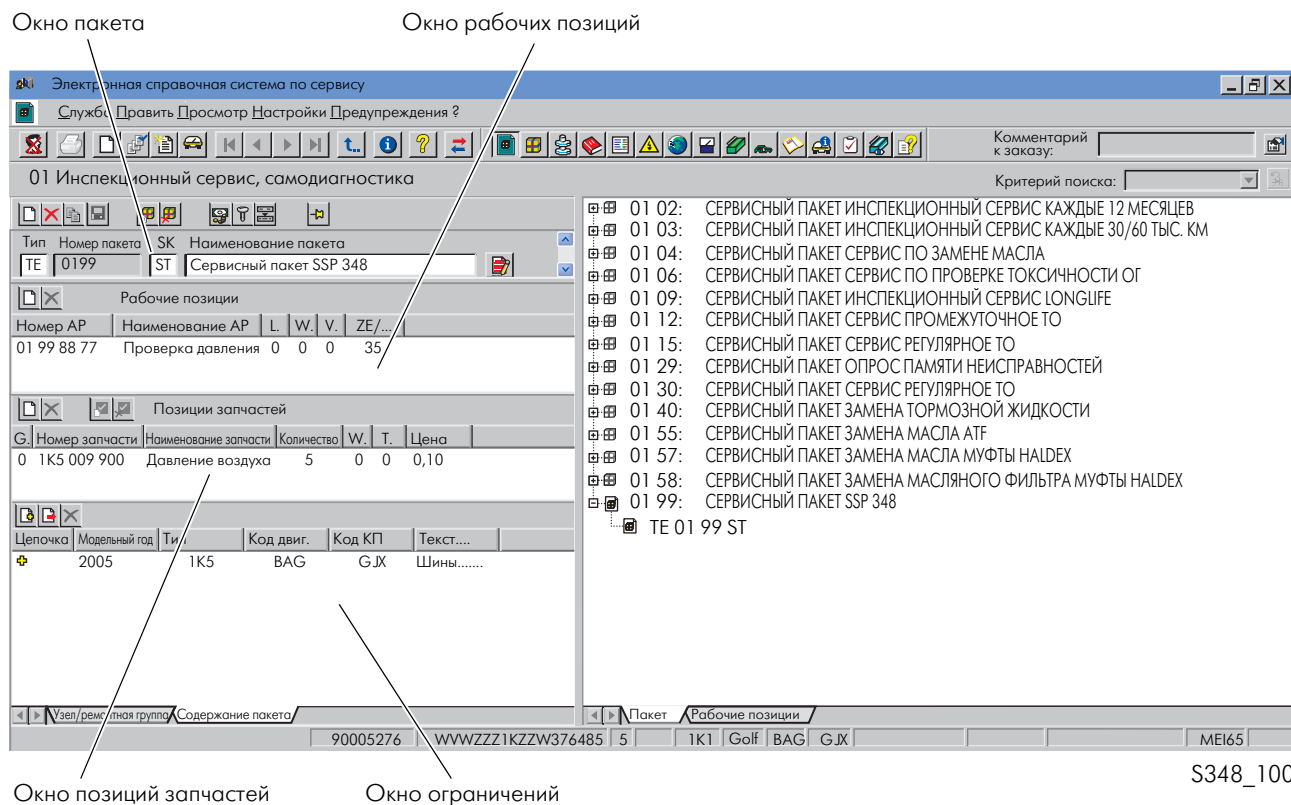 Окно пакета Окно рабочих позиций
Электронная справочная система по сервису
Служба Править Просмотр Настройки Предупреждения ?
Комментарий к заказу:
01 Инспекционный сервис, самодиагностика
Критерий поиска:
Тип Номер пакета SK Наименование пакета
TE 0199 ST Сервисный пакет SSP 348
Рабочие позиции
Номер АР Наименование АР L. W. V. ZE/...
01 99 88 77 Проверка давления 0 0 0 35
Позиции запчастей
G. Номер запчасти Наименование запчасти Количество W. T. Цена
0 1K5 009 900 Давление воздуха 5 0 0 0,10
Цепочка Модельный год Тип Код двиг. Код КП Текст....
2005 1K5 BAG GJX Шины.......
Узел/ремонтная группа Содержание пакета
01 02: СЕРВИСНЫЙ ПАКЕТ ИНСПЕКЦИОННЫЙ СЕРВИС КАЖДЫЕ 12 МЕСЯЦЕВ
01 03: СЕРВИСНЫЙ ПАКЕТ ИНСПЕКЦИОННЫЙ СЕРВИС КАЖДЫЕ 30/60 ТЫС. КМ
01 04: СЕРВИСНЫЙ ПАКЕТ СЕРВИС ПО ЗАМЕНЕ МАСЛА
01 06: СЕРВИСНЫЙ ПАКЕТ СЕРВИС ПО ПРОВЕРКЕ ТОКСИЧНОСТИ ОГ
01 09: СЕРВИСНЫЙ ПАКЕТ ИНСПЕКЦИОННЫЙ СЕРВИС LONGLIFE
01 12: СЕРВИСНЫЙ ПАКЕТ СЕРВИС ПРОМЕЖУТОЧНОЕ ТО
01 15: СЕРВИСНЫЙ ПАКЕТ СЕРВИС РЕГУЛЯРНОЕ ТО
01 29: СЕРВИСНЫЙ ПАКЕТ ОПРОС ПАМЯТИ НЕИСПРАВНОСТЕЙ
01 30: СЕРВИСНЫЙ ПАКЕТ СЕРВИС РЕГУЛЯРНОЕ ТО
01 40: СЕРВИСНЫЙ ПАКЕТ ЗАМЕНА ТОРМОЗНОЙ ЖИДКОСТИ
01 55: СЕРВИСНЫЙ ПАКЕТ ЗАМЕНА МАСЛА ATF
01 57: СЕРВИСНЫЙ ПАКЕТ ЗАМЕНА МАСЛА МУФТЫ HALDEX
01 58: СЕРВИСНЫЙ ПАКЕТ ЗАМЕНА МАСЛЯНОГО ФИЛЬТРА МУФТЫ HALDEX
01 99: СЕРВИСНЫЙ ПАКЕТ SSP 348
TE 01 99 ST
Пакет Рабочие позиции
90005276 WVWZZZ1KZZW376485 5 1K1 Golf BAG GJX MEI65
S348_100
Окно позиций запчастей Окно ограничений